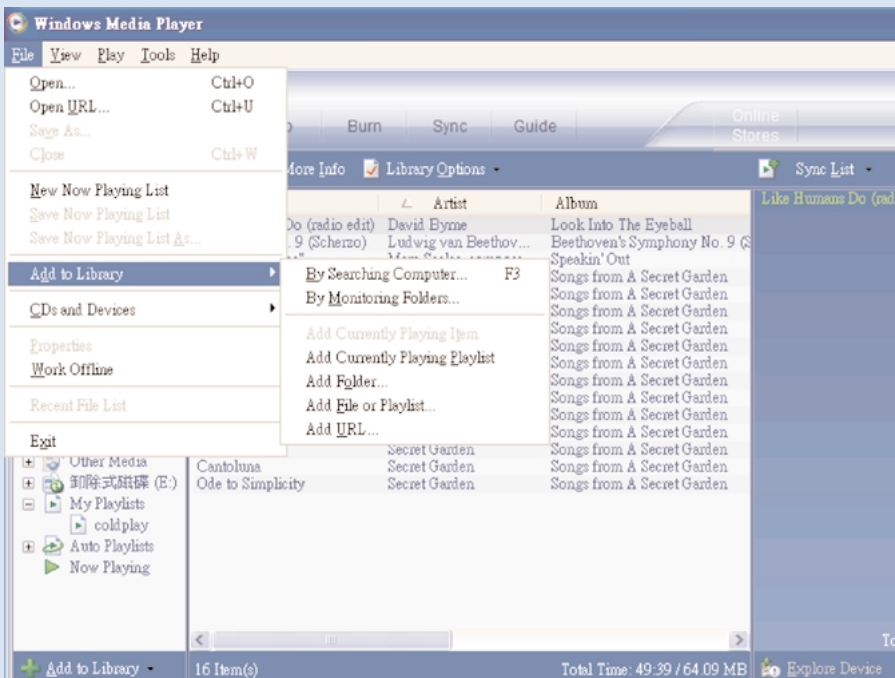 Windows Media Player
File View Play Tools Help
Open... Ctrl+O
Open URL... Ctrl+U
Save As...
Close Ctrl+W
New Now Playing List
Save Now Playing List
Save Now Playing List As...
Add to Library
CDs and Devices
Properties
Work Offline
Recent File List
Exit
By Searching Computer... F3
By Monitoring Folders...
Add Currently Playing Item
Add Currently Playing Playlist
Add Folder...
Add File or Playlist...
Add URL...
Burn Sync Guide
Online
Stores
More Info Library Options Sync List
Artist Album
Do (radio edit) David Byrne Look Into The Eyeball
. 9 (Scherzo) Ludwig van Beethov... Beethoven's Symphony No. 9 (S
Speakin' Out
Songs from A Secret Garden
Songs from A Secret Garden
Songs from A Secret Garden
Songs from A Secret Garden
Songs from A Secret Garden
Songs from A Secret Garden
Songs from A Secret Garden
Songs from A Secret Garden
Songs from A Secret Garden
Songs from A Secret Garden
Secret Garden Songs from A Secret Garden
Cantoluna Secret Garden Songs from A Secret Garden
Ode to Simplicity Secret Garden Songs from A Secret Garden
Like Humans Do (rad
Other Media
卸除式磁碟 (E:)
My Playlists
coldplay
Auto Playlists
Now Playing
Add to Library 16 Item(s) Total Time: 49:39 / 64.09 MB Explore Device